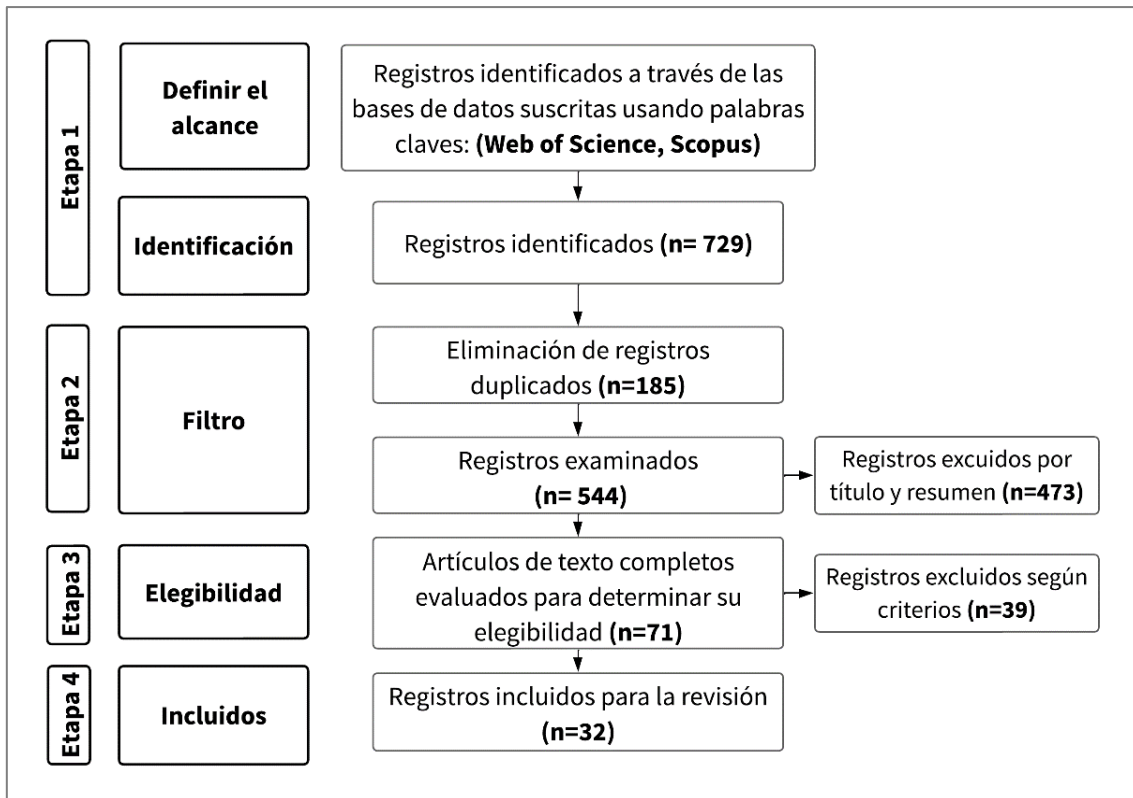 Etapa 1
Definir el
alcance
Registros identificados a través de las
bases de datos suscritas usando palabras
claves: (Web of Science, Scopus)
Identificación
Registros identificados (n= 729)
Etapa 2
Filtro
Eliminación de registros
duplicados (n=185)
Registros examinados
(n= 544)
Registros excuidos por
título y resumen (n=473)
Etapa 3
Elegibilidad
Artículos de texto completos
evaluados para determinar su
elegibilidad (n=71)
Registros excluidos según
criterios (n=39)
Etapa 4
Incluidos
Registros incluidos para la revisión
(n=32)